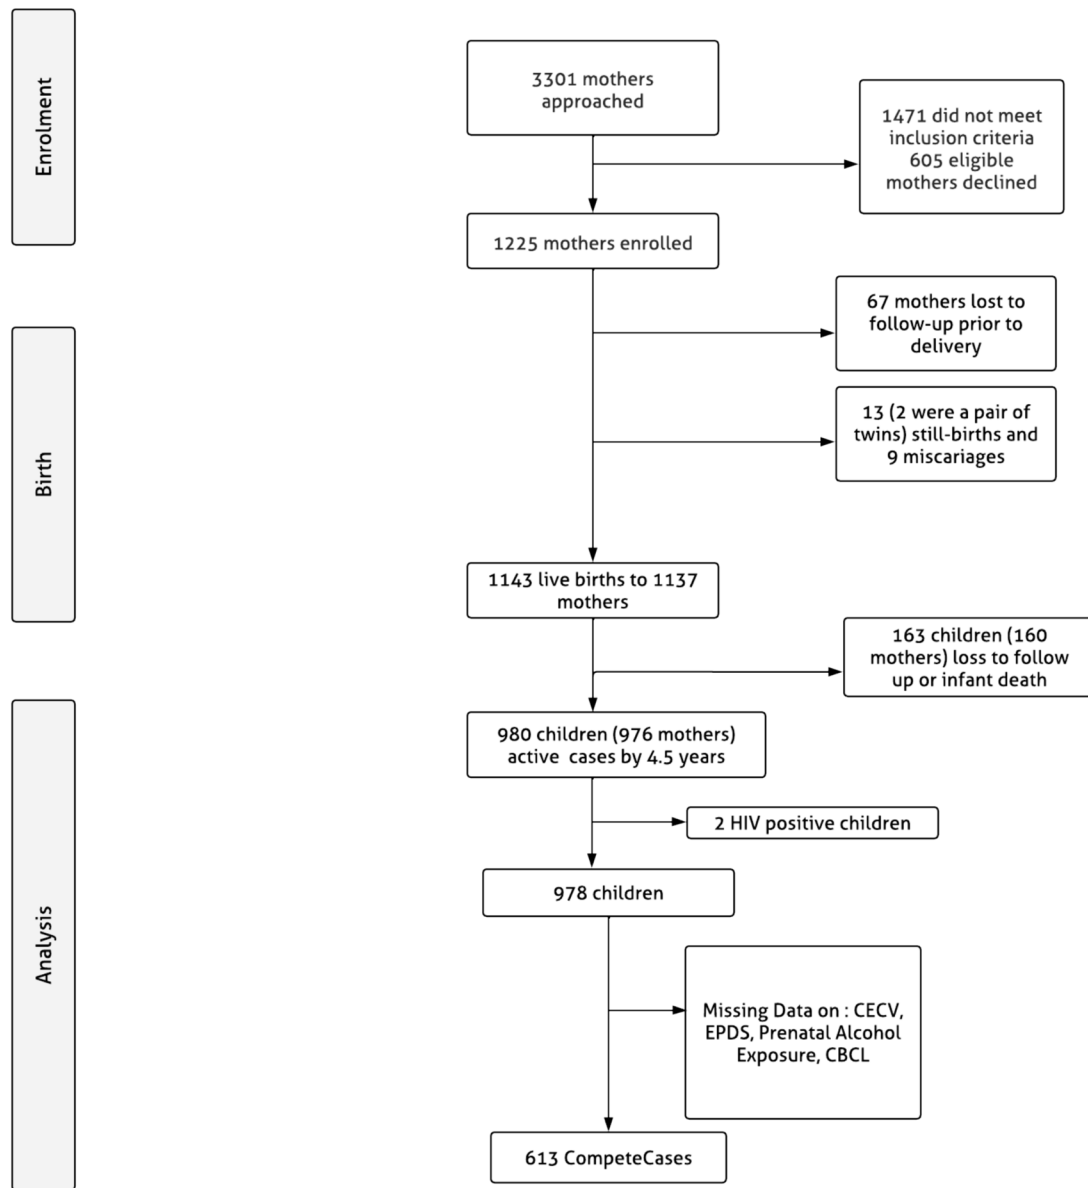 Enrolment
3301 mothers
approached
1471 did not meet
inclusion criteria
605 eligible
mothers declined
1225 mothers enrolled
Birth
67 mothers lost to
follow-up prior to
delivery
13 (2 were a pair of
twins) still-births and
9 miscariages
1143 live births to 1137
mothers
163 children (160
mothers) loss to follow
up or infant death
Analysis
980 children (976 mothers)
active cases by 4.5 years
2 HIV positive children
978 children
Missing Data on : CECV,
EPDS, Prenatal Alcohol
Exposure, CBCL
613 CompeteCases